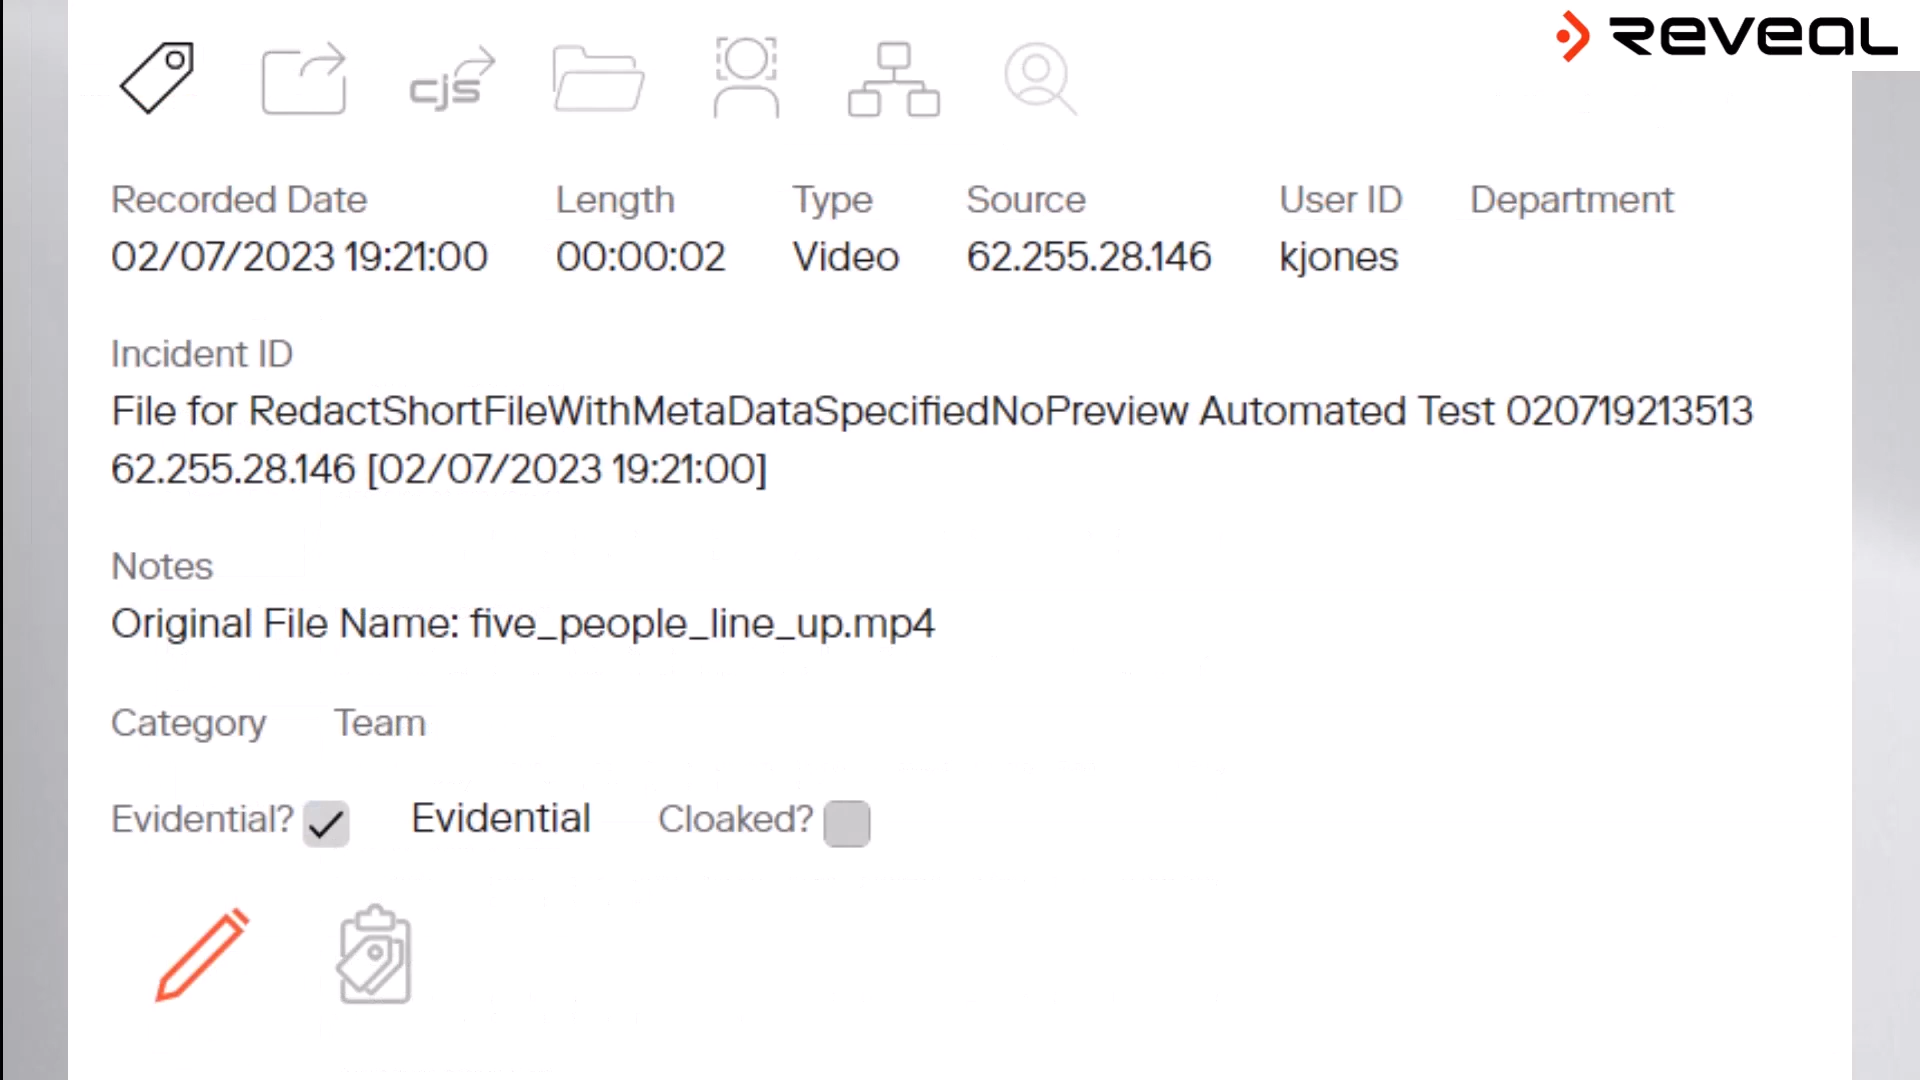 REVEAL
cjs
Recorded Date Length Type Source User ID Department
02/07/2023 19:21:00 00:00:02 Video 62.255.28.146 kjones
Incident ID
File for RedactShortFileWithMetaDataSpecifiedNoPreview Automated Test 020719213513
62.255.28.146 [02/07/2023 19:21:00]
Notes
Original File Name: five_people_line_up.mp4
Category Team
Evidential? Evidential Cloaked?